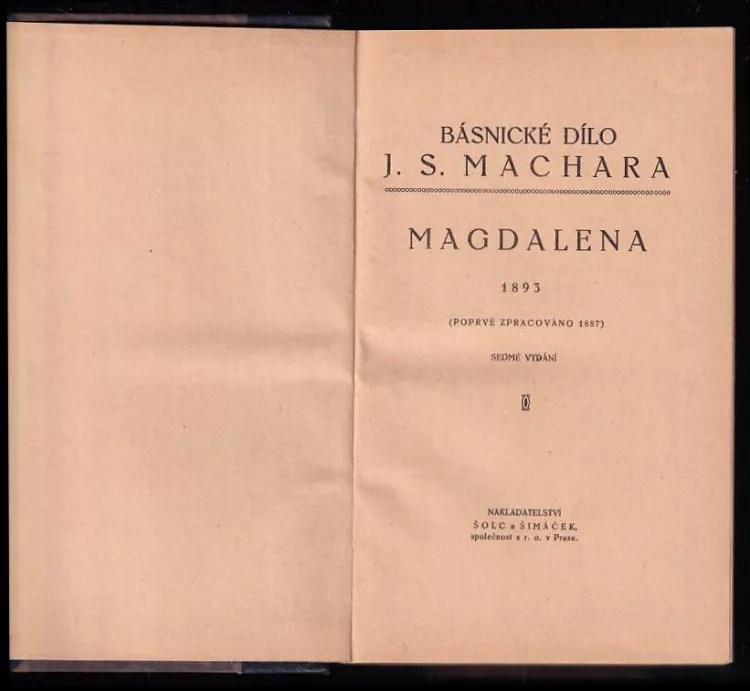 BÁSNICKÉ DÍLO
J. S. MACHARA
MAGDALENA
1893
(POPRVÉ ZPRACOVÁNO 1887)
SEDMÉ VYDÁNÍ
NAKLADATELSTVÍ
ŠOLC a ŠIMÁČEK,
společnost s r. o. v Praze.